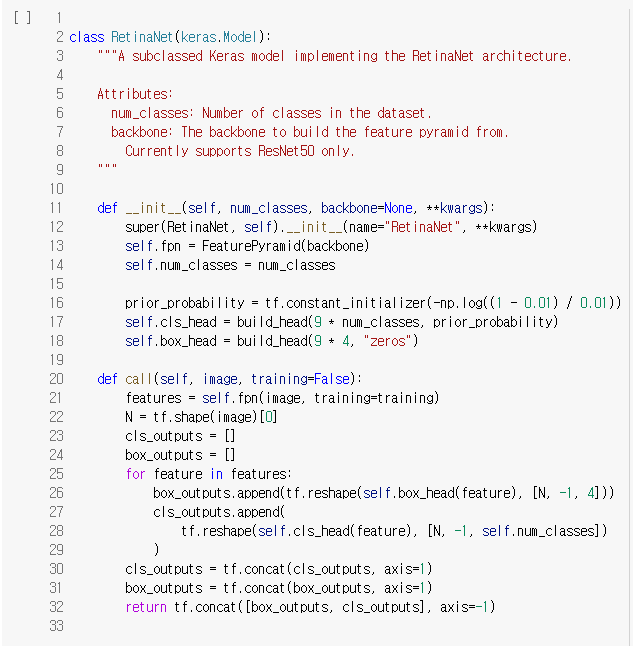 [ ] 1
2 class RetinaNet(keras.Model):
3     """A subclassed Keras model implementing the RetinaNet architecture.
4
5     Attributes:
6       num_classes: Number of classes in the dataset.
7       backbone: The backbone to build the feature pyramid from.
8         Currently supports ResNet50 only.
9     """
10
11     def __init__(self, num_classes, backbone=None, **kwargs):
12         super(RetinaNet, self).__init__(name="RetinaNet", **kwargs)
13         self.fpn = FeaturePyramid(backbone)
14         self.num_classes = num_classes
15
16         prior_probability = tf.constant_initializer(-np.log((1 - 0.01) / 0.01))
17         self.cls_head = build_head(9 * num_classes, prior_probability)
18         self.box_head = build_head(9 * 4, "zeros")
19
20     def call(self, image, training=False):
21         features = self.fpn(image, training=training)
22         N = tf.shape(image)[0]
23         cls_outputs = []
24         box_outputs = []
25         for feature in features:
26             box_outputs.append(tf.reshape(self.box_head(feature), [N, -1, 4]))
27             cls_outputs.append(
28                 tf.reshape(self.cls_head(feature), [N, -1, self.num_classes])
29             )
30         cls_outputs = tf.concat(cls_outputs, axis=1)
31         box_outputs = tf.concat(box_outputs, axis=1)
32         return tf.concat([box_outputs, cls_outputs], axis=-1)
33